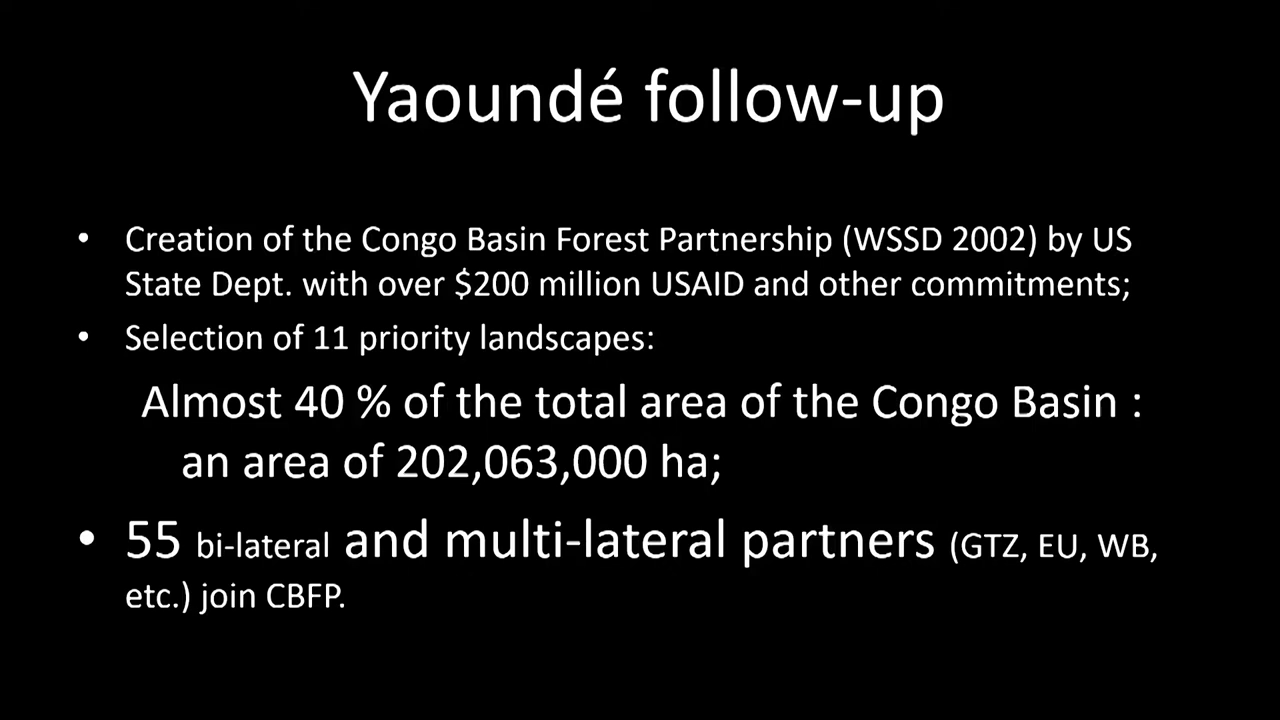 Yaoundé follow-up
• Creation of the Congo Basin Forest Partnership (WSSD 2002) by US
State Dept. with over $200 million USAID and other commitments;
• Selection of 11 priority landscapes:
Almost 40 % of the total area of the Congo Basin :
an area of 202,063,000 ha;
• 55 bi-lateral and multi-lateral partners (GTZ, EU, WB,
etc.) join CBFP.